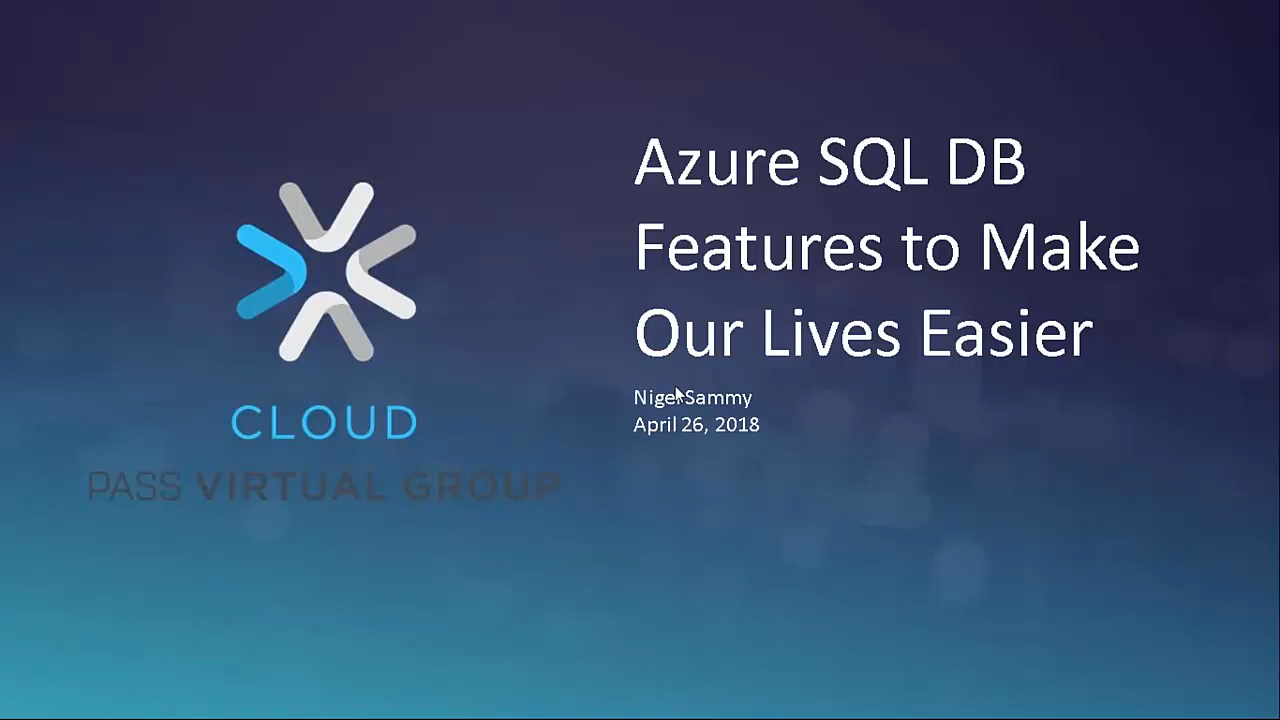 Azure SQL DB
Features to Make
Our Lives Easier
Nigel Sammy
April 26, 2018
CLOUD
PASS VIRTUAL GROUP